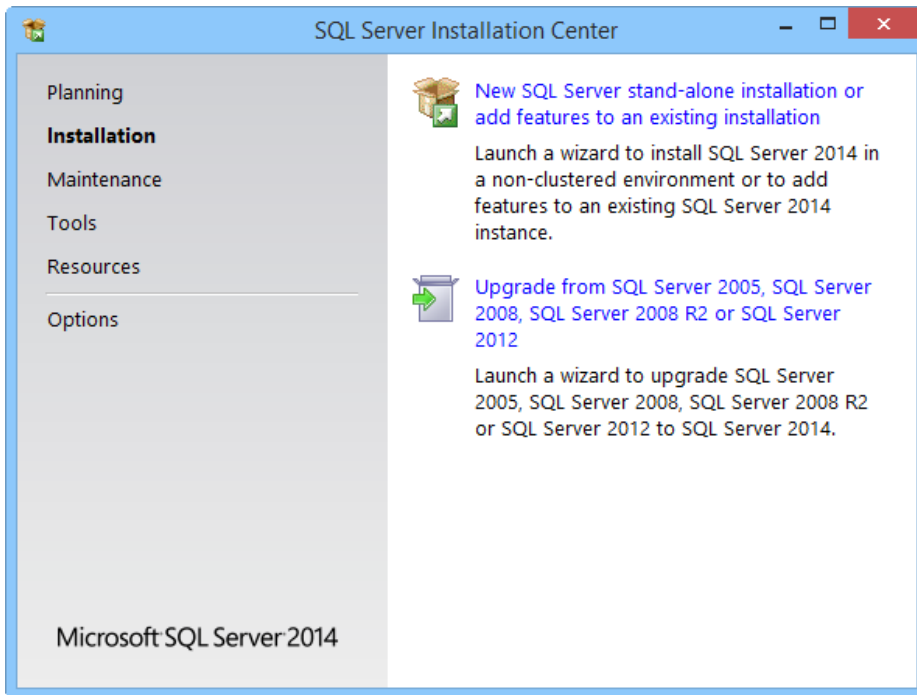 SQL Server Installation Center
Planning
Installation
Maintenance
Tools
Resources
Options
Microsoft SQL Server 2014
New SQL Server stand-alone installation or
add features to an existing installation
Launch a wizard to install SQL Server 2014 in
a non-clustered environment or to add
features to an existing SQL Server 2014
instance.
Upgrade from SQL Server 2005, SQL Server
2008, SQL Server 2008 R2 or SQL Server
2012
Launch a wizard to upgrade SQL Server
2005, SQL Server 2008, SQL Server 2008 R2
or SQL Server 2012 to SQL Server 2014.